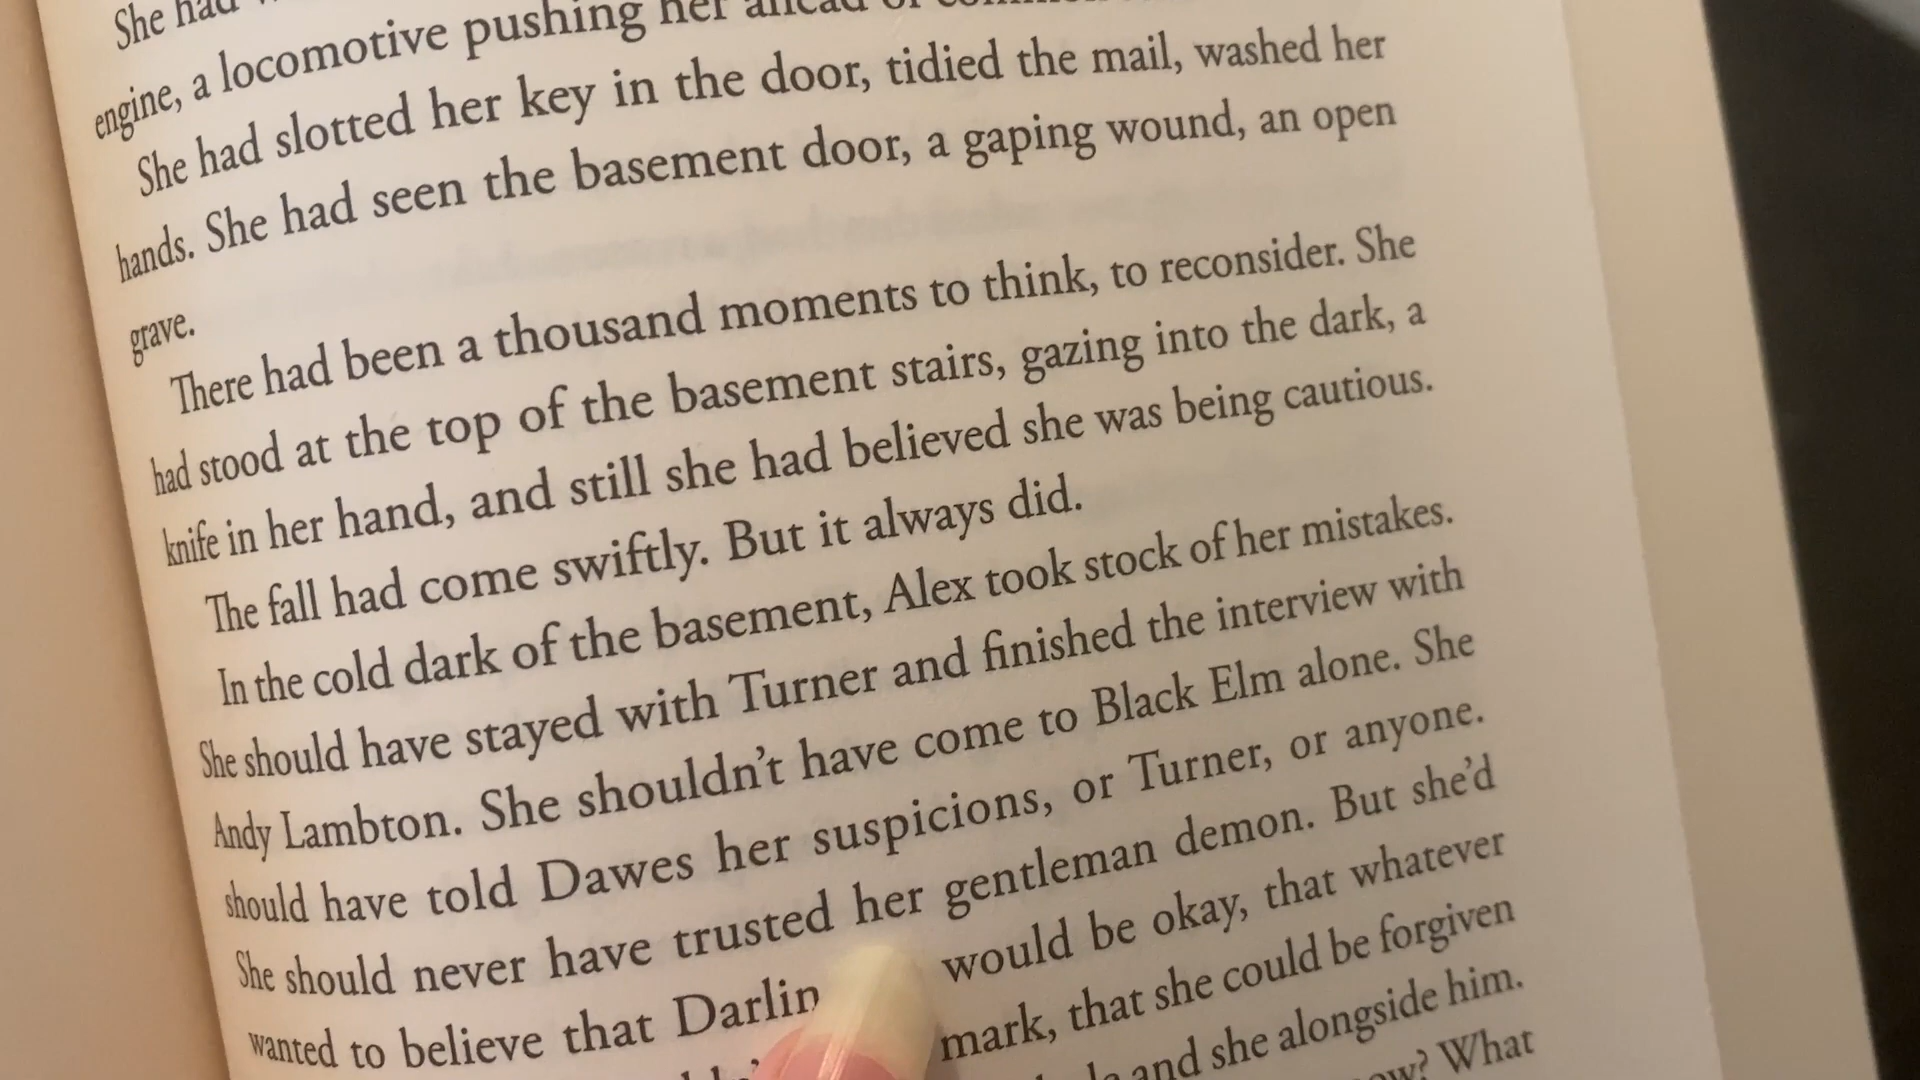 She had
engine, a locomotive pushing her ahead of
She had slotted her key in the door, tidied the mail, washed her
hands. She had seen the basement door, a gaping wound, an open
grave.
There had been a thousand moments to think, to reconsider. She
had stood at the top of the basement stairs, gazing into the dark, a
knife in her hand, and still she had believed she was being cautious.
The fall had come swiftly. But it always did.
In the cold dark of the basement, Alex took stock of her mistakes.
She should have stayed with Turner and finished the interview with
Andy Lambton. She shouldn't have come to Black Elm alone. She
should have told Dawes her suspicions, or Turner, or anyone.
She should never have trusted her gentleman demon. But she'd
wanted to believe that Darlin would be okay, that whatever
mark, that she could be forgiven
and she alongside him.
What